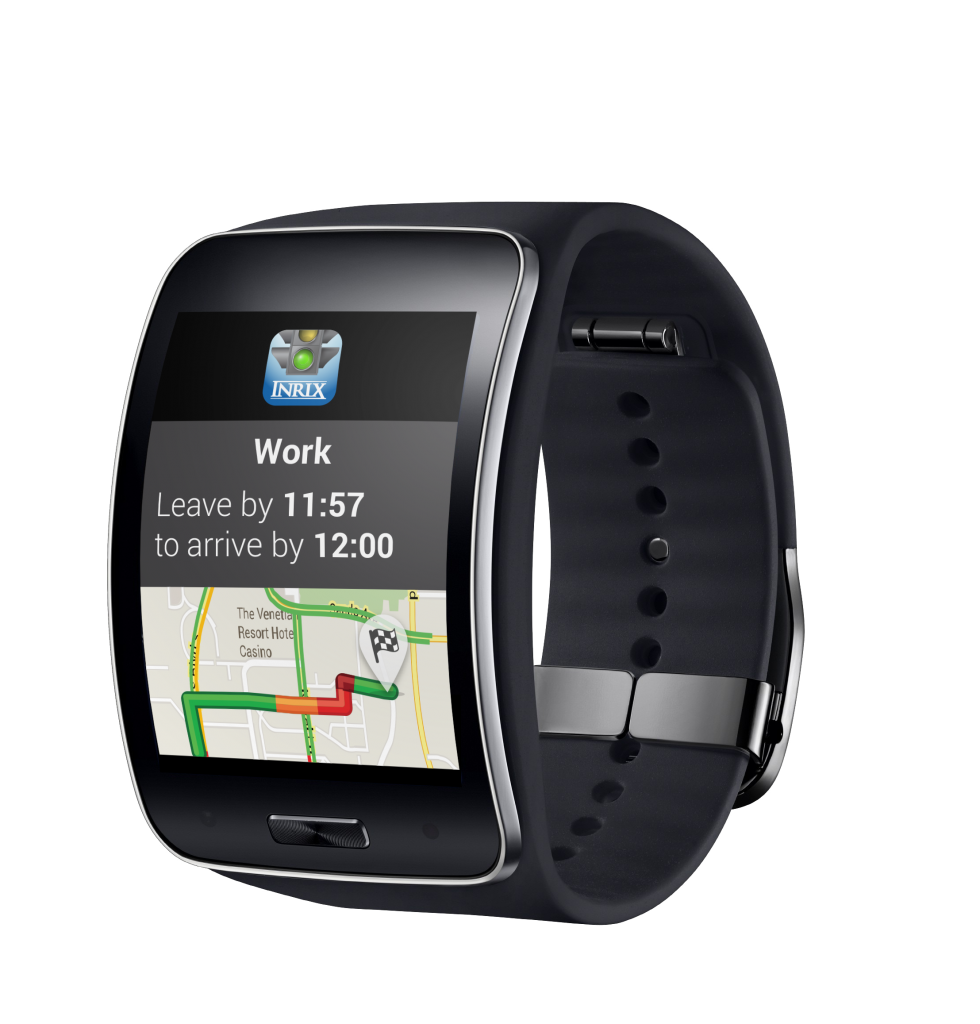 INRIX
Work
Leave by 11:57
to arrive by 12:00
The Venetia
Resort Hote
Casino